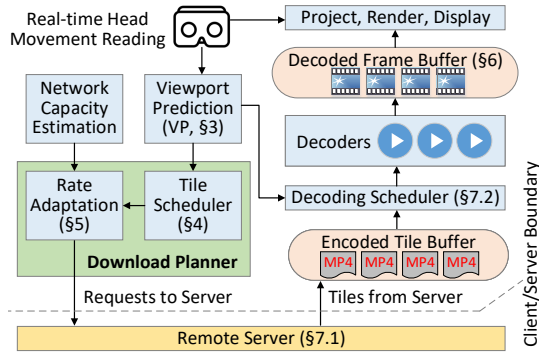 Real-time Head
Movement Reading
Project, Render, Display
Decoded Frame Buffer (§6)
Network
Capacity
Estimation
Viewport
Prediction
(VP, §3)
Decoders
Rate
Adaptation
(§5)
Tile
Scheduler
(§4)
Decoding Scheduler (§7.2)
Download Planner
Encoded Tile Buffer
MP4 MP4 MP4 MP4
Requests to Server
Tiles from Server
Remote Server (§7.1)
Client/Server Boundary